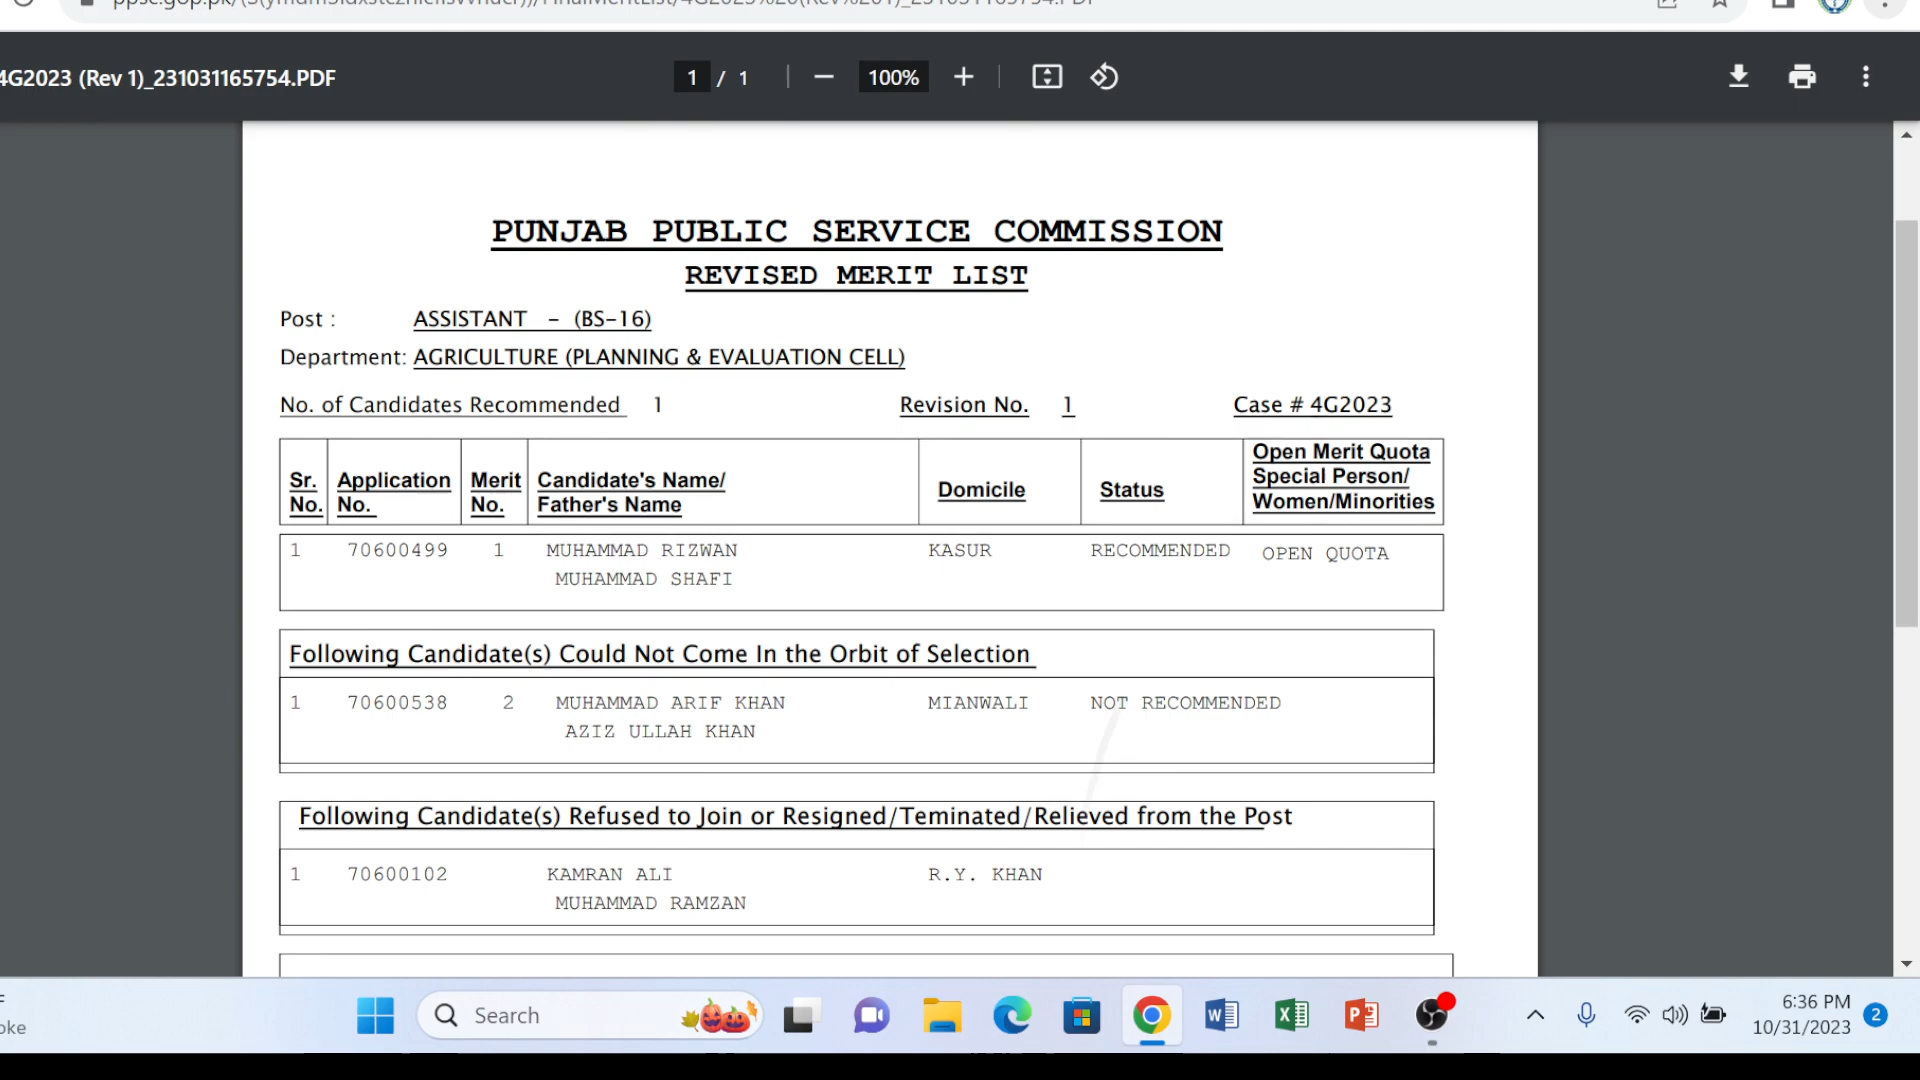 4G2023 (Rev 1)_231031165754.PDF
1 / 1
100%
PUNJAB PUBLIC SERVICE COMMISSION
REVISED MERIT LIST
Post : ASSISTANT - (BS-16)
Department: AGRICULTURE (PLANNING & EVALUATION CELL)
No. of Candidates Recommended 1 Revision No. 1 Case # 4G2023
Sr. No. Application No. Merit No. Candidate's Name/ Father's Name Domicile Status Open Merit Quota Special Person/ Women/Minorities
1 70600499 1 MUHAMMAD RIZWAN KASUR RECOMMENDED OPEN QUOTA
MUHAMMAD SHAFI
Following Candidate(s) Could Not Come In the Orbit of Selection
1 70600538 2 MUHAMMAD ARIF KHAN MIANWALI NOT RECOMMENDED
AZIZ ULLAH KHAN
Following Candidate(s) Refused to Join or Resigned/Teminated/Relieved from the Post
1 70600102 KAMRAN ALI R.Y. KHAN
MUHAMMAD RAMZAN
Search
6:36 PM
10/31/2023
2